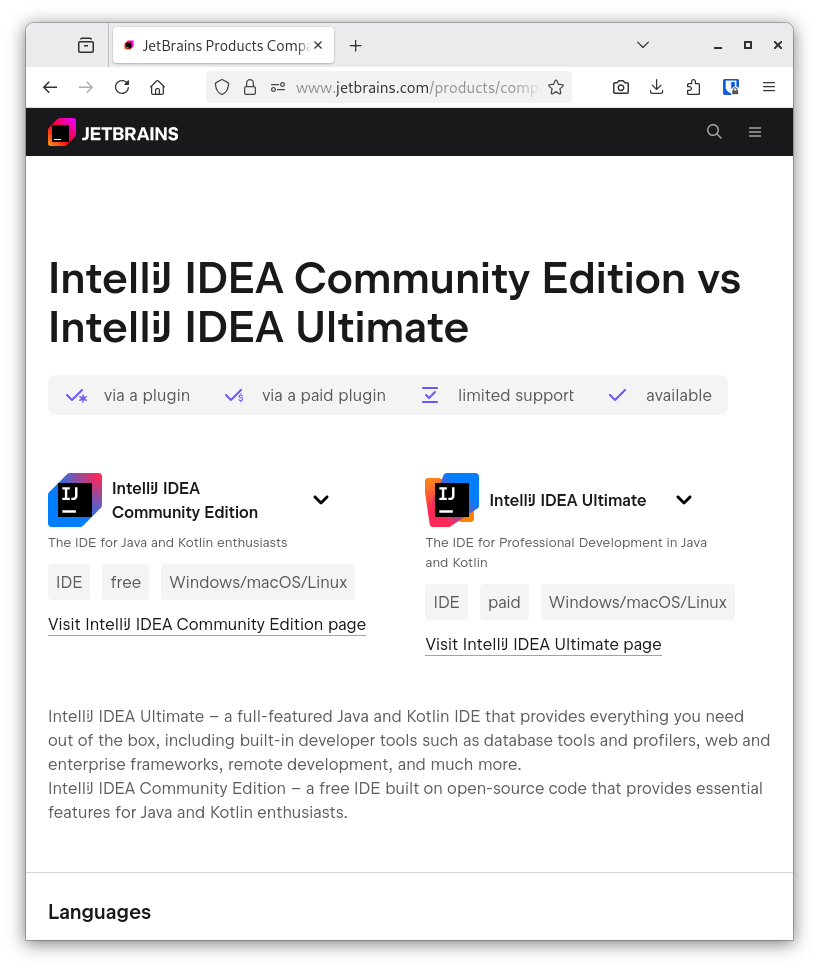 JetBrains Products Comp
www.jetbrains.com/products/comp
JETBRAINS
IntelliJ IDEA Community Edition vs
IntelliJ IDEA Ultimate
via a plugin
via a paid plugin
limited support
available
IJ
IntelliJ IDEA
Community Edition
The IDE for Java and Kotlin enthusiasts
IDE free Windows/macOS/Linux
Visit IntelliJ IDEA Community Edition page
IJ
IntelliJ IDEA Ultimate
The IDE for Professional Development in Java
and Kotlin
IDE paid Windows/macOS/Linux
Visit IntelliJ IDEA Ultimate page
IntelliJ IDEA Ultimate – a full-featured Java and Kotlin IDE that provides everything you need
out of the box, including built-in developer tools such as database tools and profilers, web and
enterprise frameworks, remote development, and much more.
IntelliJ IDEA Community Edition – a free IDE built on open-source code that provides essential
features for Java and Kotlin enthusiasts.
Languages